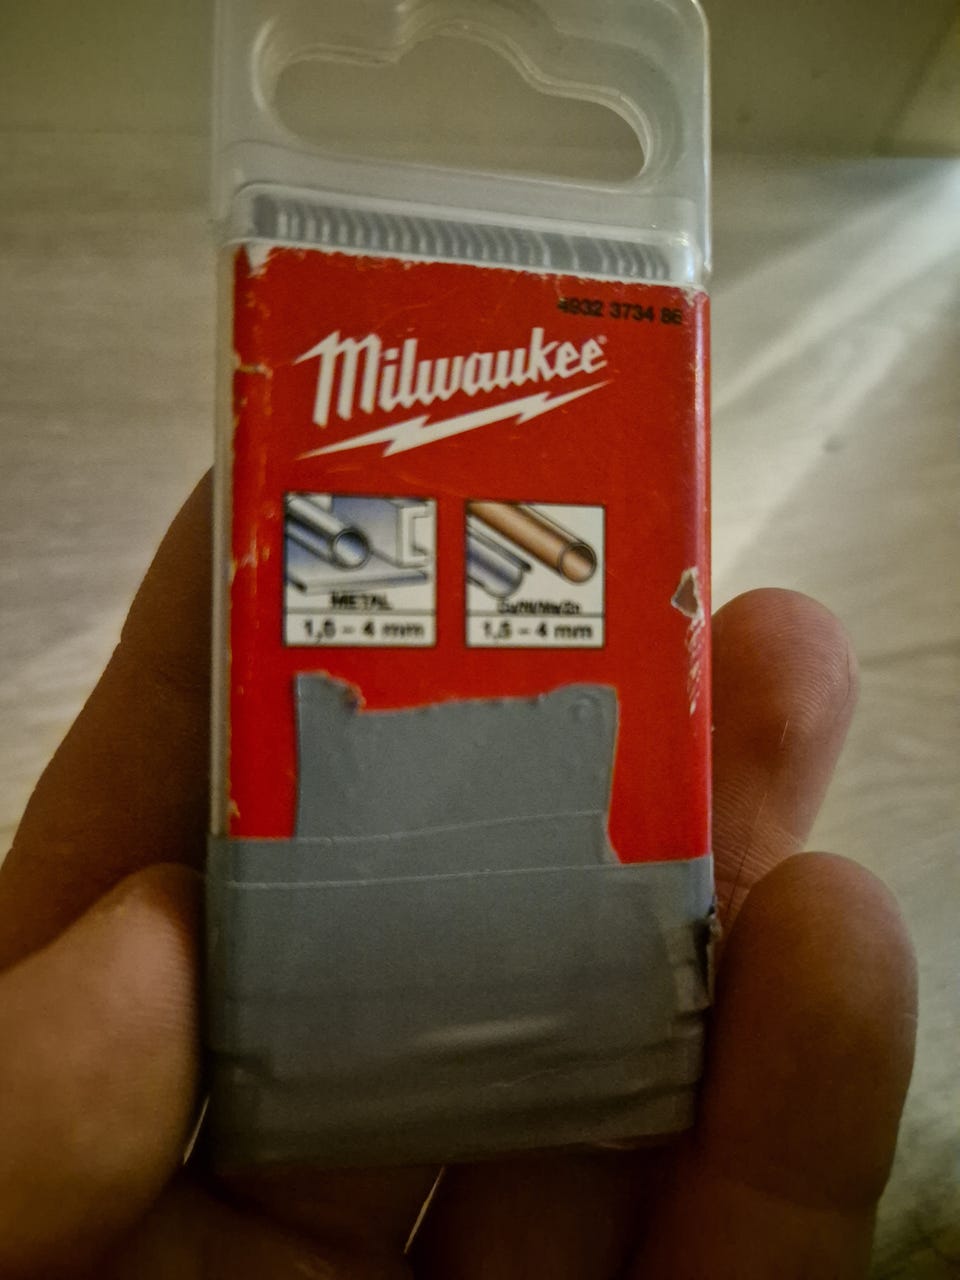 4932 3734 86
Milwaukee®
METAL
1,5 – 4 mm
1,5 – 4 mm